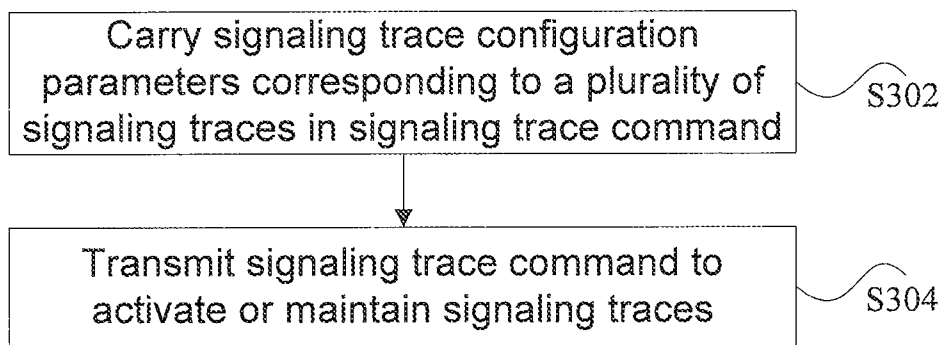 Carry signaling trace configuration
parameters corresponding to a plurality of
signaling traces in signaling trace command
S302
Transmit signaling trace command to
activate or maintain signaling traces
S304